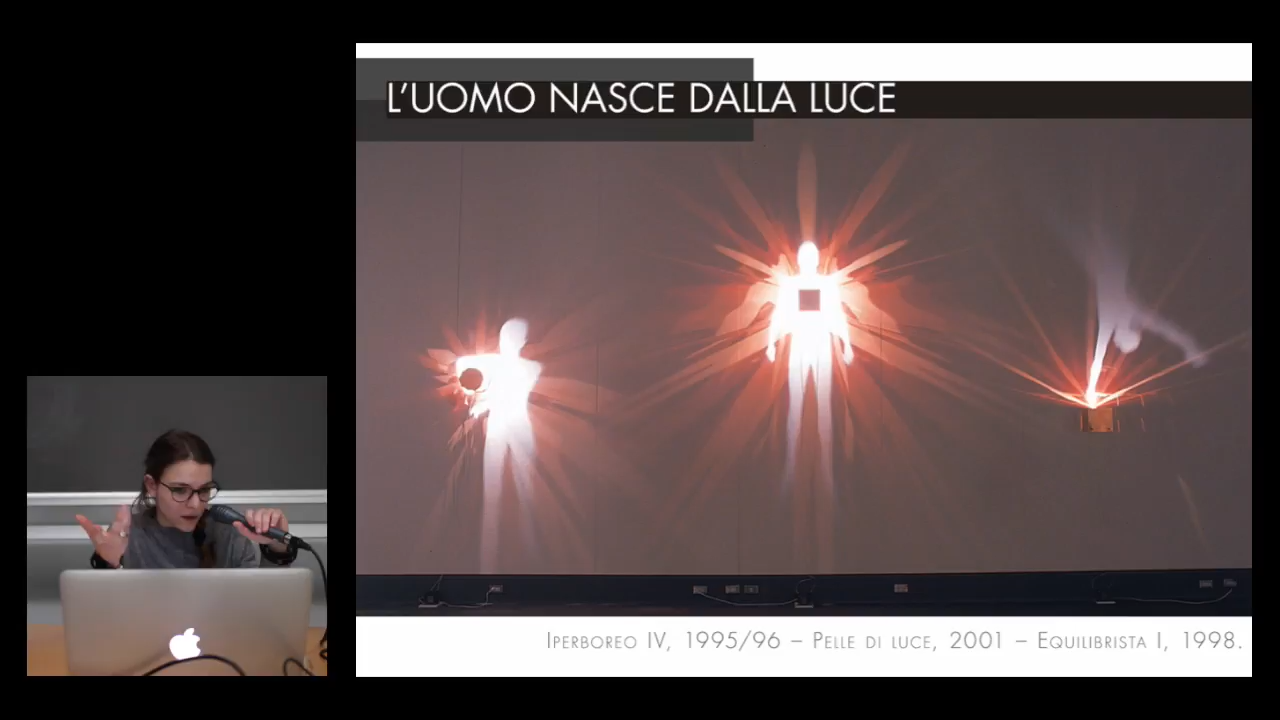 L'UOMO NASCE DALLA LUCE
Iperboreo IV, 1995/96 – Pelle di luce, 2001 – Equilibrista I, 1998.